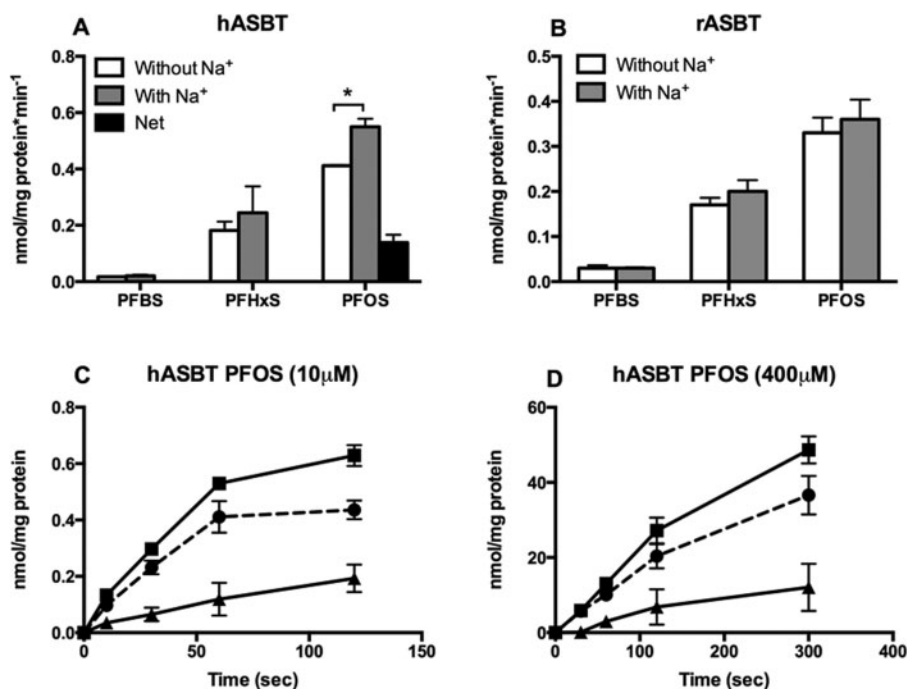 A hASBT
nmol/mg protein*min⁻¹
0.8
0.6
0.4
0.2
0.0
Without Na⁺
With Na⁺
Net
*
PFBS PFHxS PFOS
B rASBT
nmol/mg protein*min⁻¹
0.5
0.4
0.3
0.2
0.1
0.0
Without Na⁺
With Na⁺
PFBS PFHxS PFOS
C hASBT PFOS (10μM)
nmol/mg protein
0.8
0.6
0.4
0.2
0.0
0 50 100 150
Time (sec)
D hASBT PFOS (400μM)
nmol/mg protein
60
40
20
0
0 100 200 300 400
Time (sec)